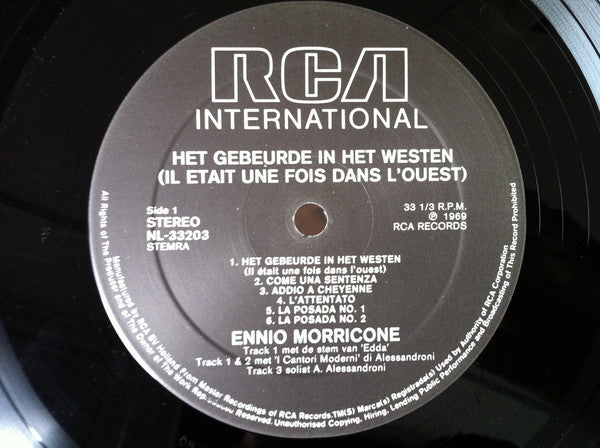 RCA
INTERNATIONAL
HET GEBEURDE IN HET WESTEN
(IL ETAIT UNE FOIS DANS L'OUEST)
Side 1
STEREO
NL-33203
STEMRA
33 1/3 R.P.M.
℗ 1969
RCA RECORDS
1. HET GEBEURDE IN HET WESTEN
(Il était une fois dans l'ouest)
2. COME UNA SENTENZA
3. ADDIO A CHEYENNE
4. L'ATTENTATO
5. LA POSADA NO. 1
6. LA POSADA NO. 2
ENNIO MORRICONE
Track 1 met de stem van 'Edda'
Track 1 & 2 met 'I Cantori Moderni' di Alessandroni
Track 3 solist A. Alessandroni
All Rights of The Producer and of The Owner of The Work Reproduced Reserved. Unauthorised Copying, Hiring, Lending Public Performance and Broadcasting of This Record Prohibited
Manufactured by RCA BV Holland From Master Recordings of RCA Records.TM(S) Marca(s) Registrada(s) Used by Authority of RCA Corporation